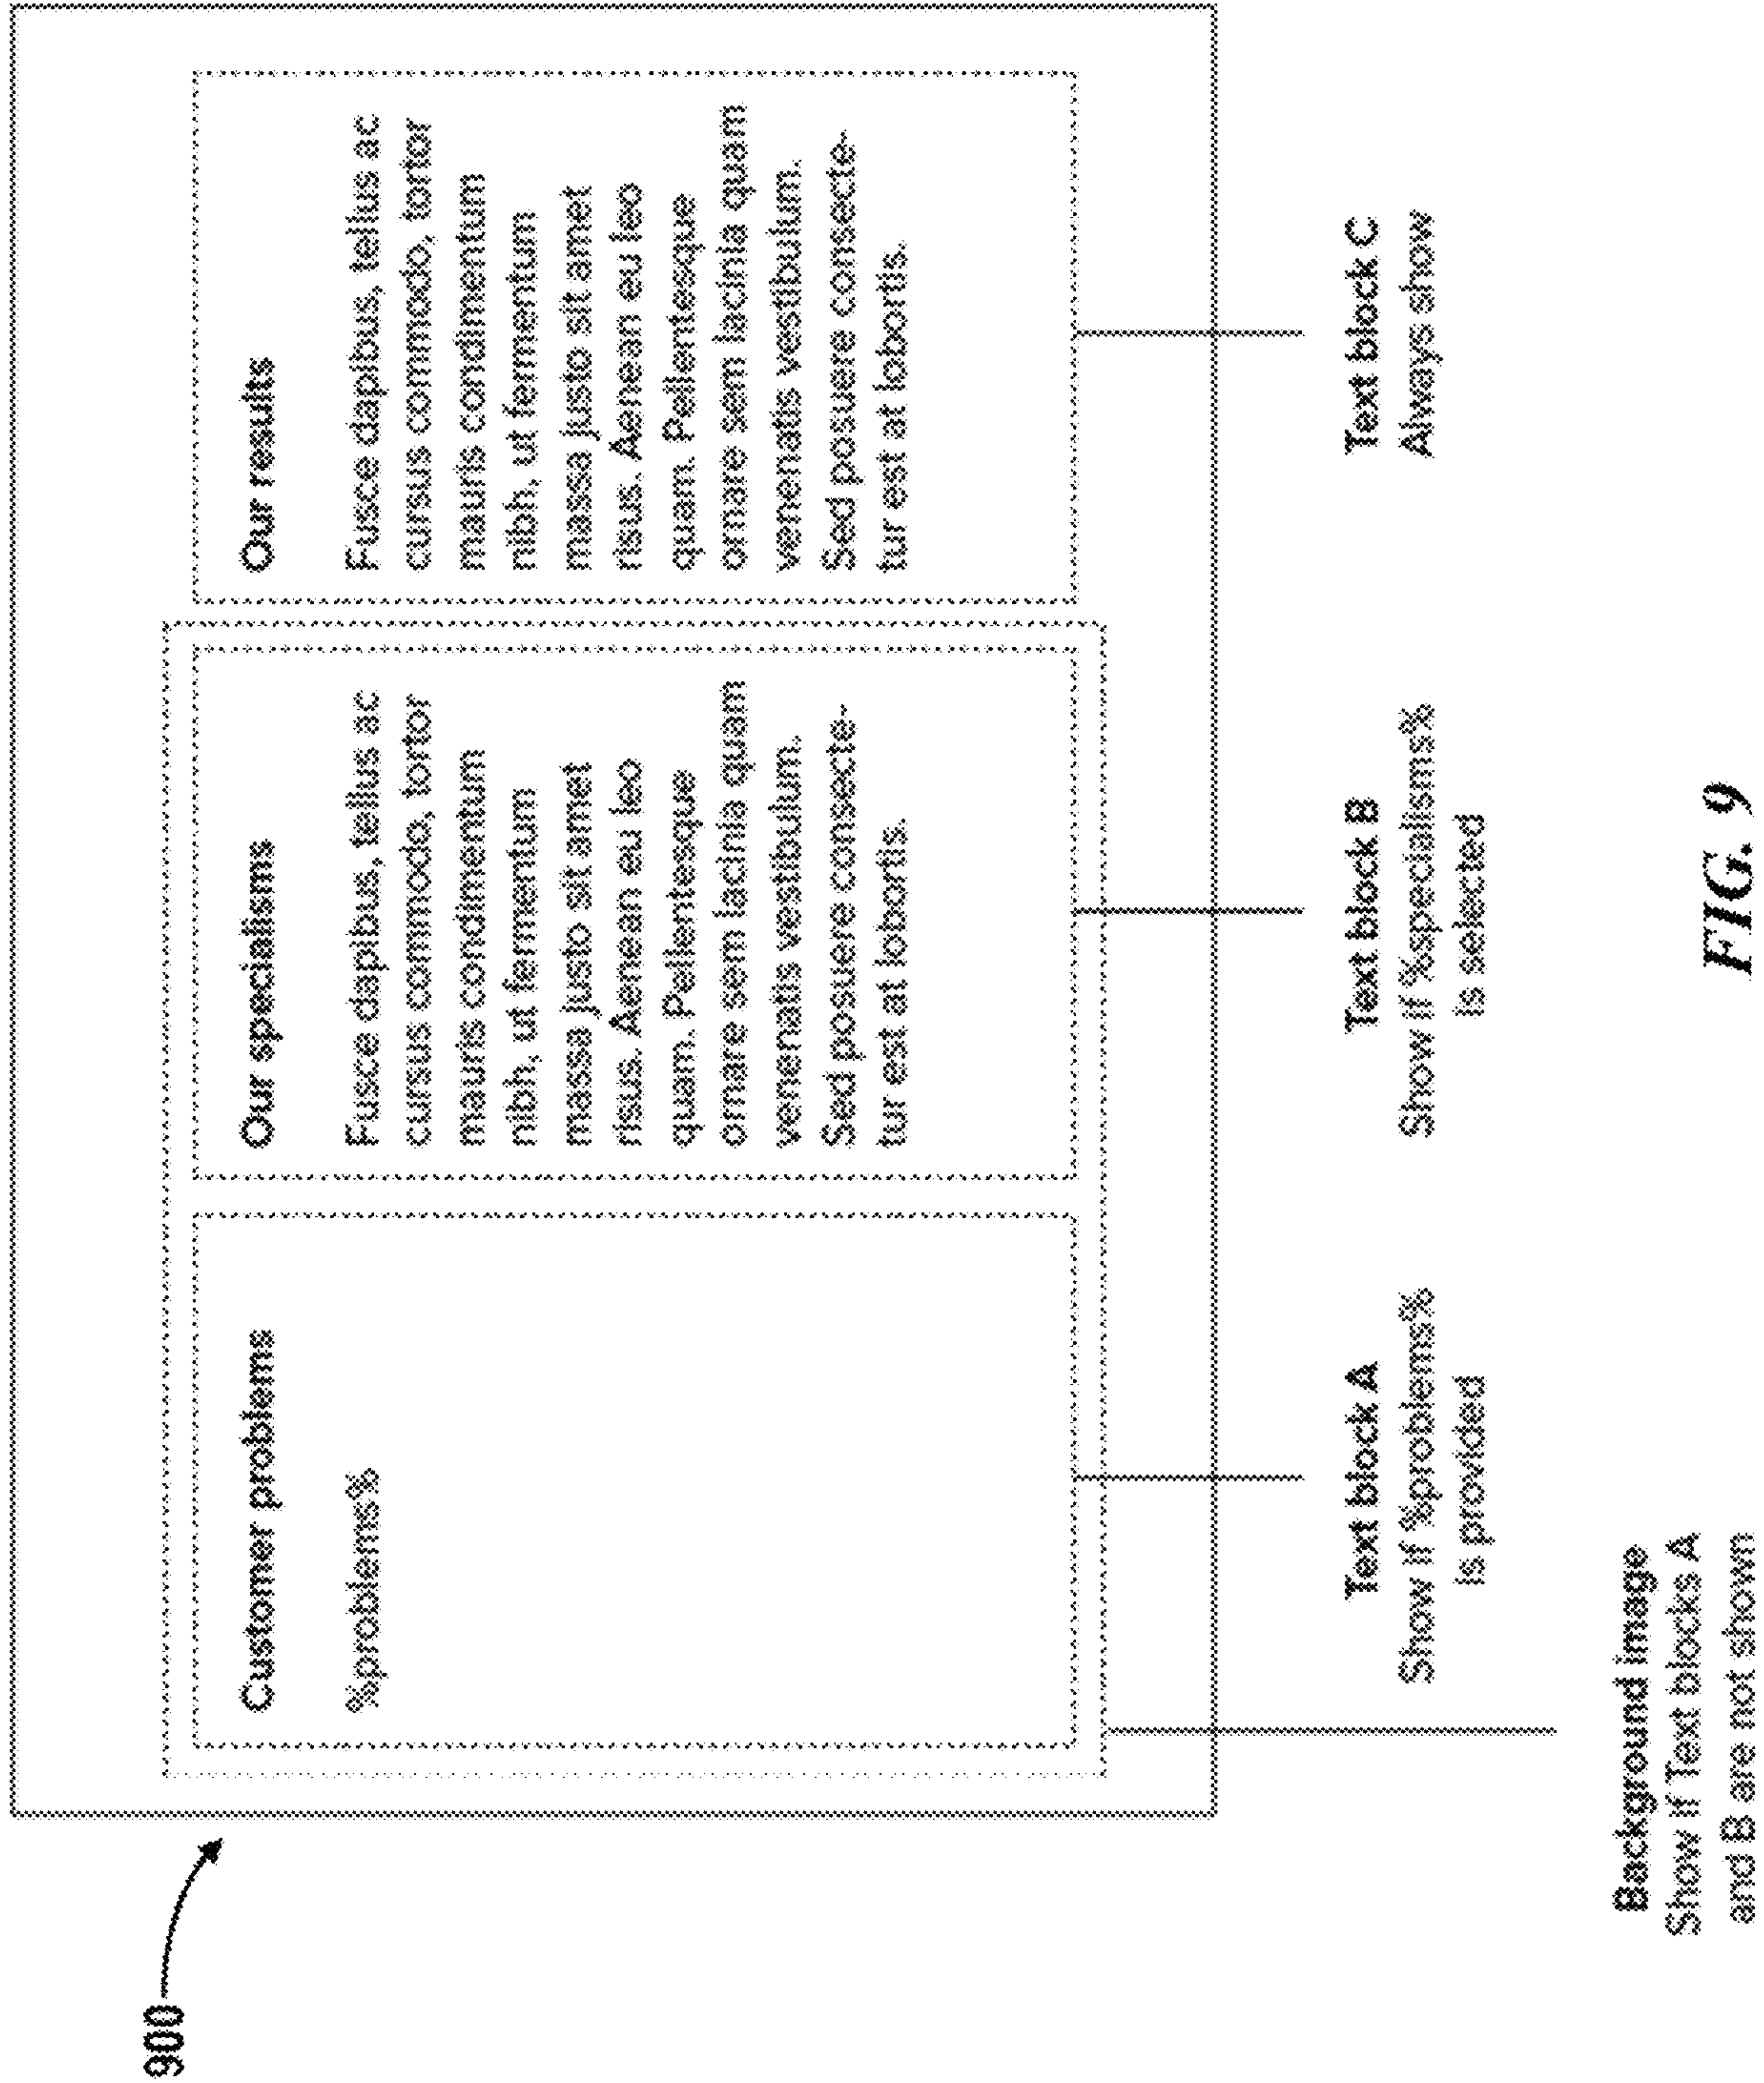 900
Customer problems
%problems%
Our specialisms
Fusce dapibus, tellus ac
cursus commodo, tortor
mauris condimentum
nibh, ut fermentum
massa justo sit amet
risus. Aenean eu leo
quam. Pellentesque
ornare sem lacinia quam
venenatis vestibulum.
Sed posuere consecte-
tur est at lobortis.
Our results
Fusce dapibus, tellus ac
cursus commodo, tortor
mauris condimentum
nibh, ut fermentum
massa justo sit amet
risus. Aenean eu leo
quam. Pellentesque
ornare sem lacinia quam
venenatis vestibulum.
Sed posuere consecte-
tur est at lobortis.
Text block A
Show if %problems%
is provided
Text block B
Show if %specialisms%
is selected
Text block C
Always show
Background image
Show if Text blocks A
and B are not shown
FIG. 9